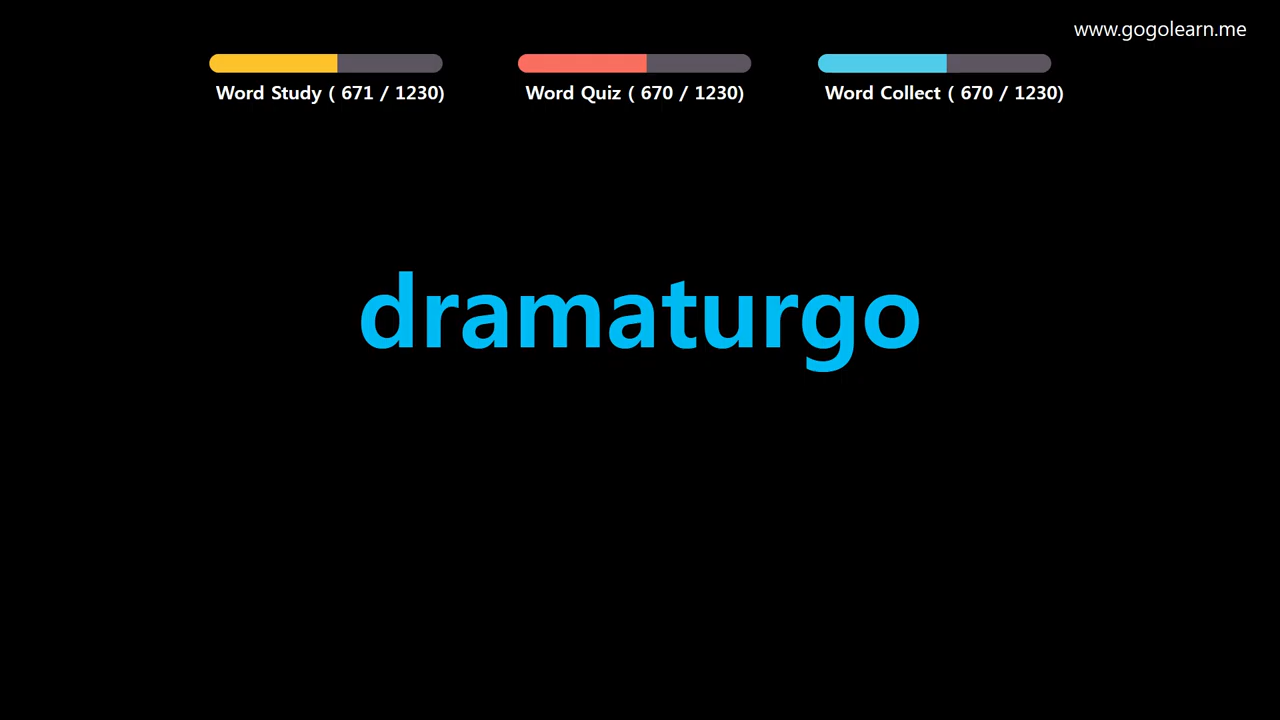 www.gogolearn.me
Word Study ( 671 / 1230)
Word Quiz ( 670 / 1230)
Word Collect ( 670 / 1230)
dramaturgo